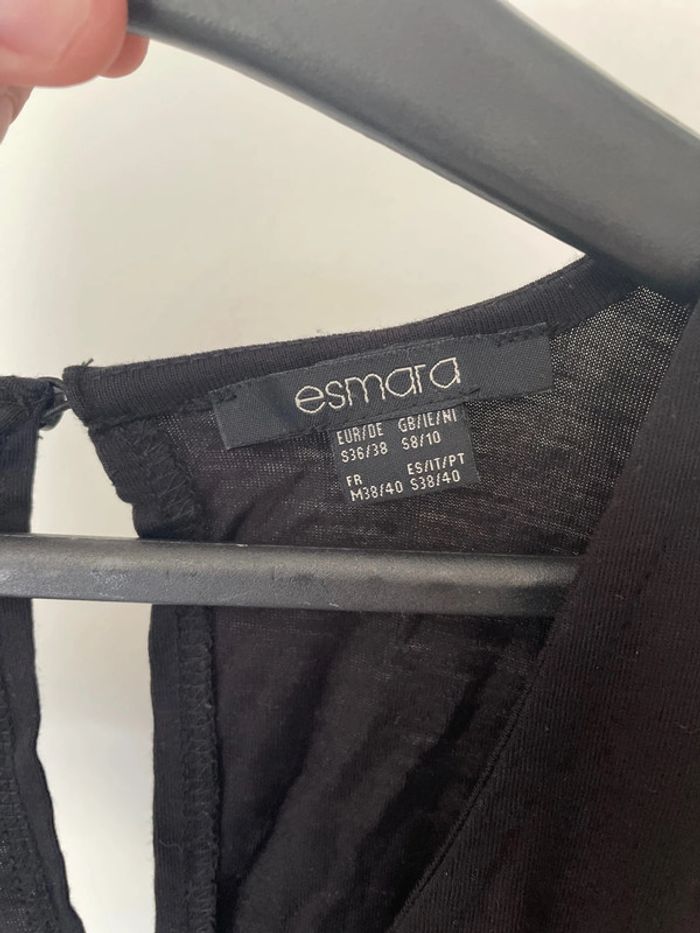 esmara
EUR/DE GB/IE/NI
S36/38 S8/10
FR ES/IT/PT
M38/40 S38/40